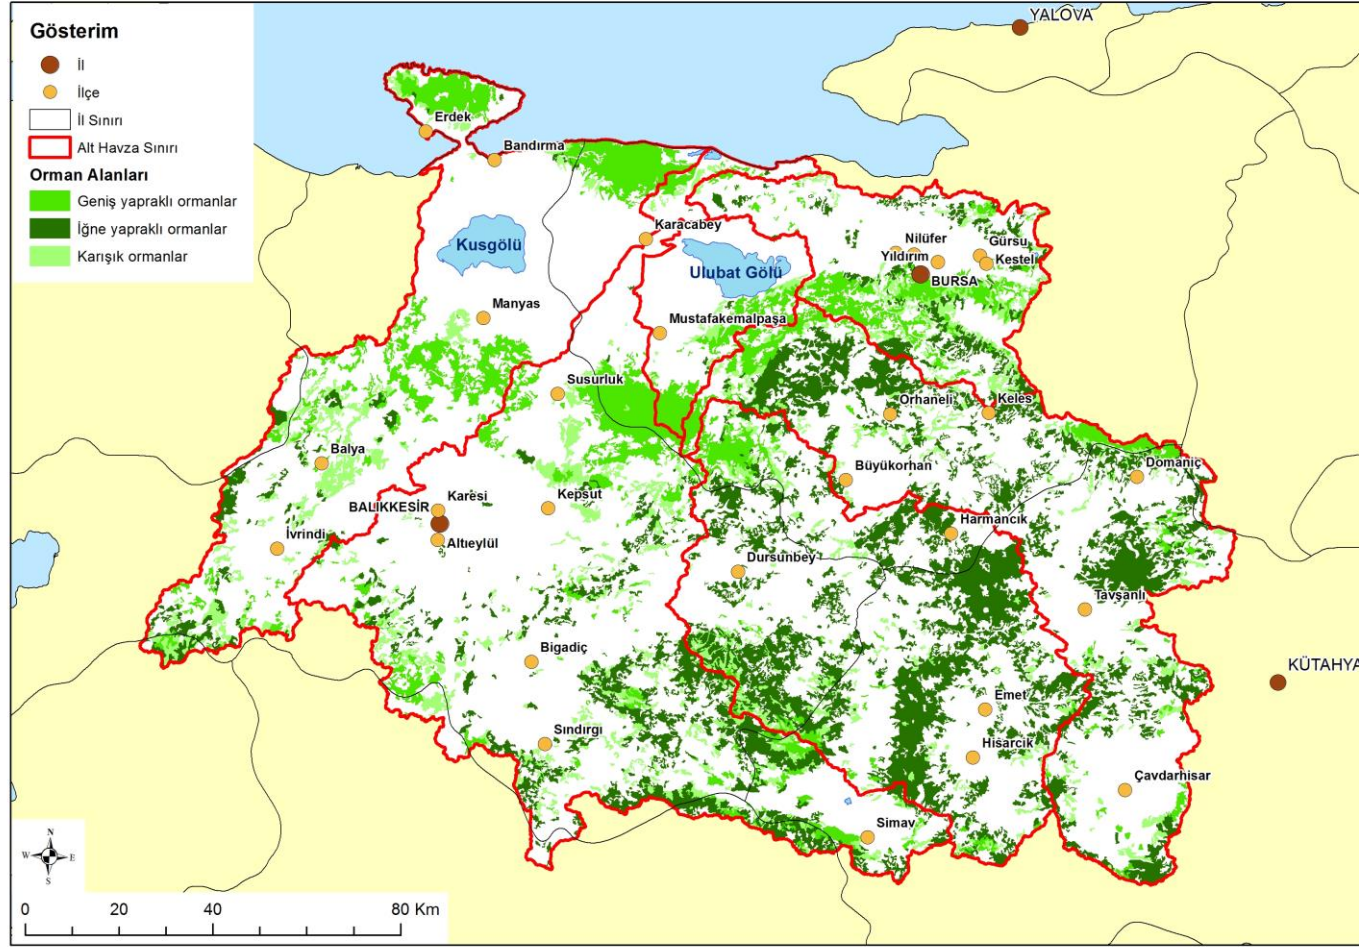 Gösterim
İl
İlçe
İl Sınırı
Alt Havza Sınırı
Orman Alanları
Geniş yapraklı ormanlar
İğne yapraklı ormanlar
Karışık ormanlar
YALOVA
Erdek
Bandırma
Karacabey
Kusgölü
Ulubat Gölü
Nilüfer
Gürsu
Yıldırım
Kestel
BURSA
Manyas
Mustafakemalpaşa
Susurluk
Orhaneli
Keles
Balya
Büyükorhan
Domaniç
Karesi
BALIKKESİR
Kepsut
Altıeylül
İvrindi
Harmancık
Dursunbey
Tavşanlı
Bigadiç
KÜTAHYA
Emet
Sındırgı
Hisarcık
Çavdarhisar
Simav
N
W E
S
0 20 40 80 Km